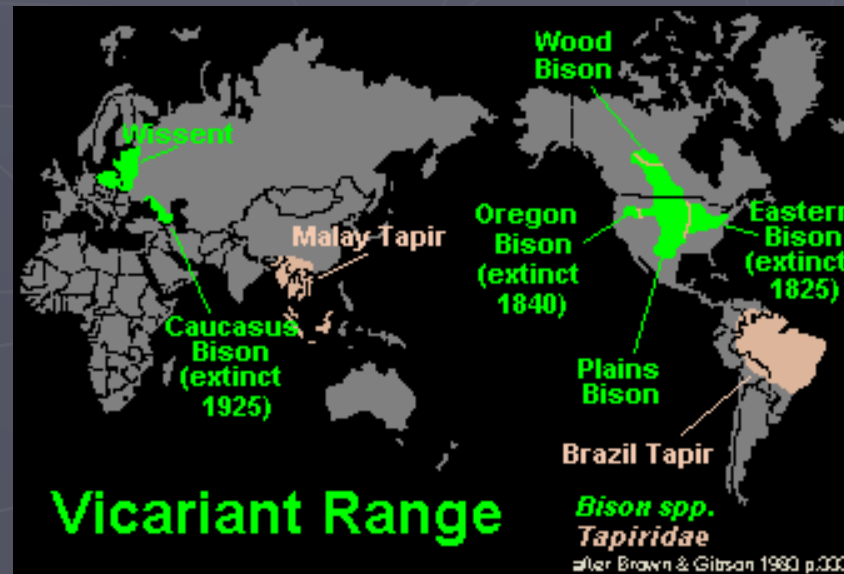 Wood
Bison
Wissent
Oregon
Bison
(extinct
1840)
Eastern
Bison
(extinct
1825)
Malay Tapir
Caucasus
Bison
(extinct
1925)
Plains
Bison
Brazil Tapir
Vicariant Range
Bison spp.
Tapiridae
after Brown & Gibson 1983